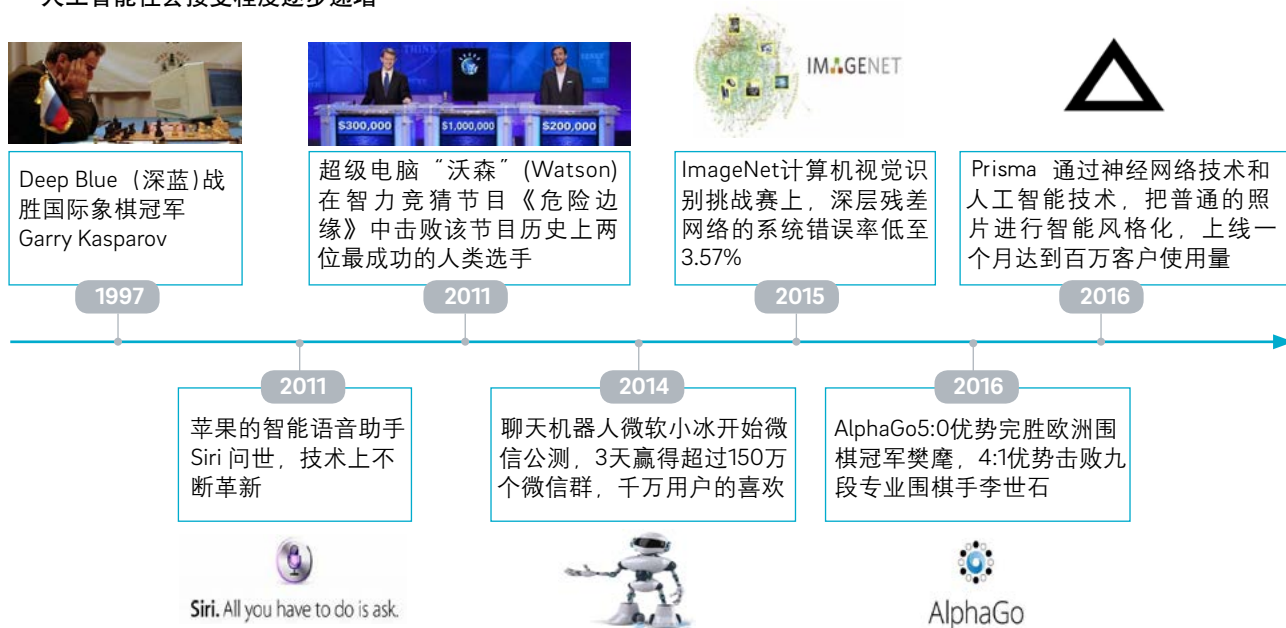 人工智能社会接受程度逐步递增
THINK
$300,000
$1,000,000
$200,000
IMAGENET
Deep Blue（深蓝)战
胜国际象棋冠军
Garry Kasparov
超级电脑“沃森”(Watson)
在智力竞猜节目《危险边
缘》中击败该节目历史上两
位最成功的人类选手
ImageNet计算机视觉识
别挑战赛上，深层残差
网络的系统错误率低至
3.57%
Prisma 通过神经网络技术和
人工智能技术，把普通的照
片进行智能风格化，上线一
个月达到百万客户使用量
1997
2011
2015
2016
2011
2014
2016
苹果的智能语音助手
Siri 问世，技术上不
断革新
聊天机器人微软小冰开始微
信公测，3天赢得超过150万
个微信群，千万用户的喜欢
AlphaGo5:0优势完胜欧洲围
棋冠军樊麾，4:1优势击败九
段专业围棋手李世石
Siri. All you have to do is ask.
AlphaGo